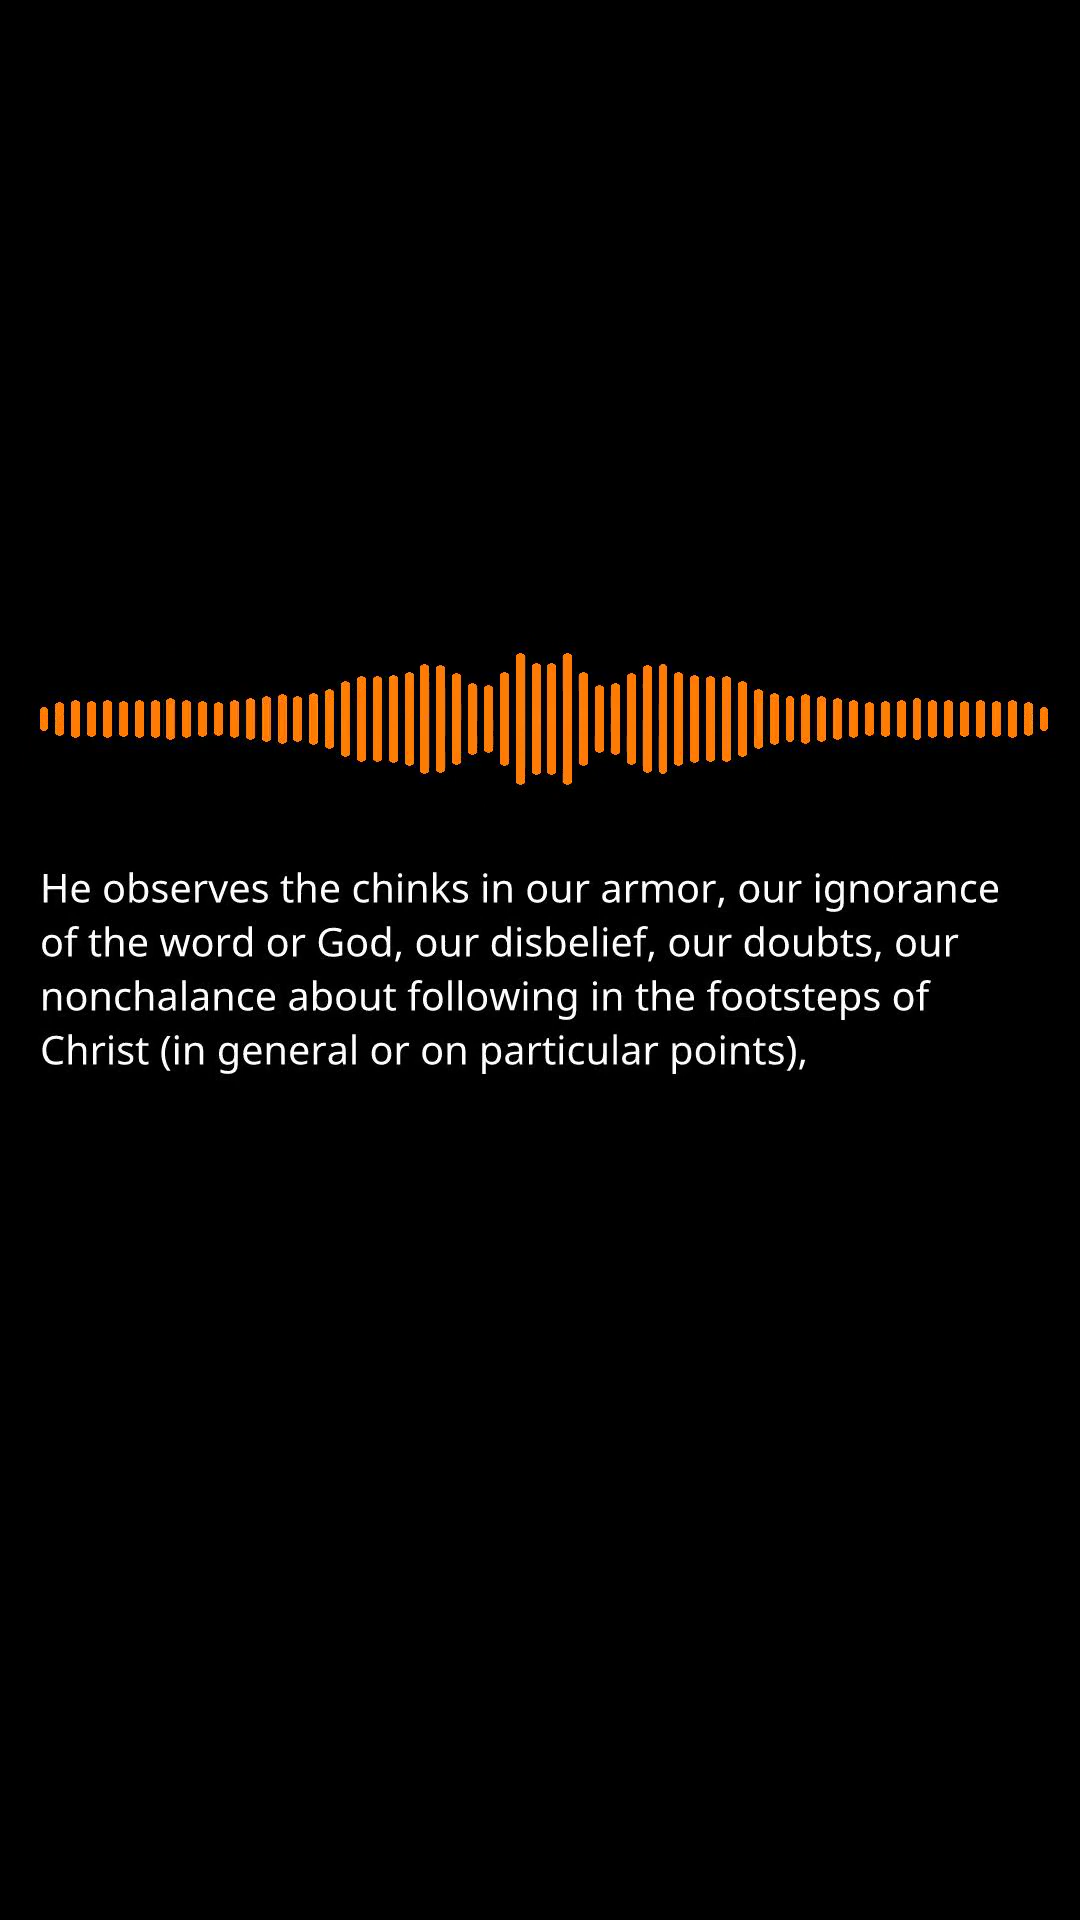 He observes the chinks in our armor, our ignorance
of the word or God, our disbelief, our doubts, our
nonchalance about following in the footsteps of
Christ (in general or on particular points),